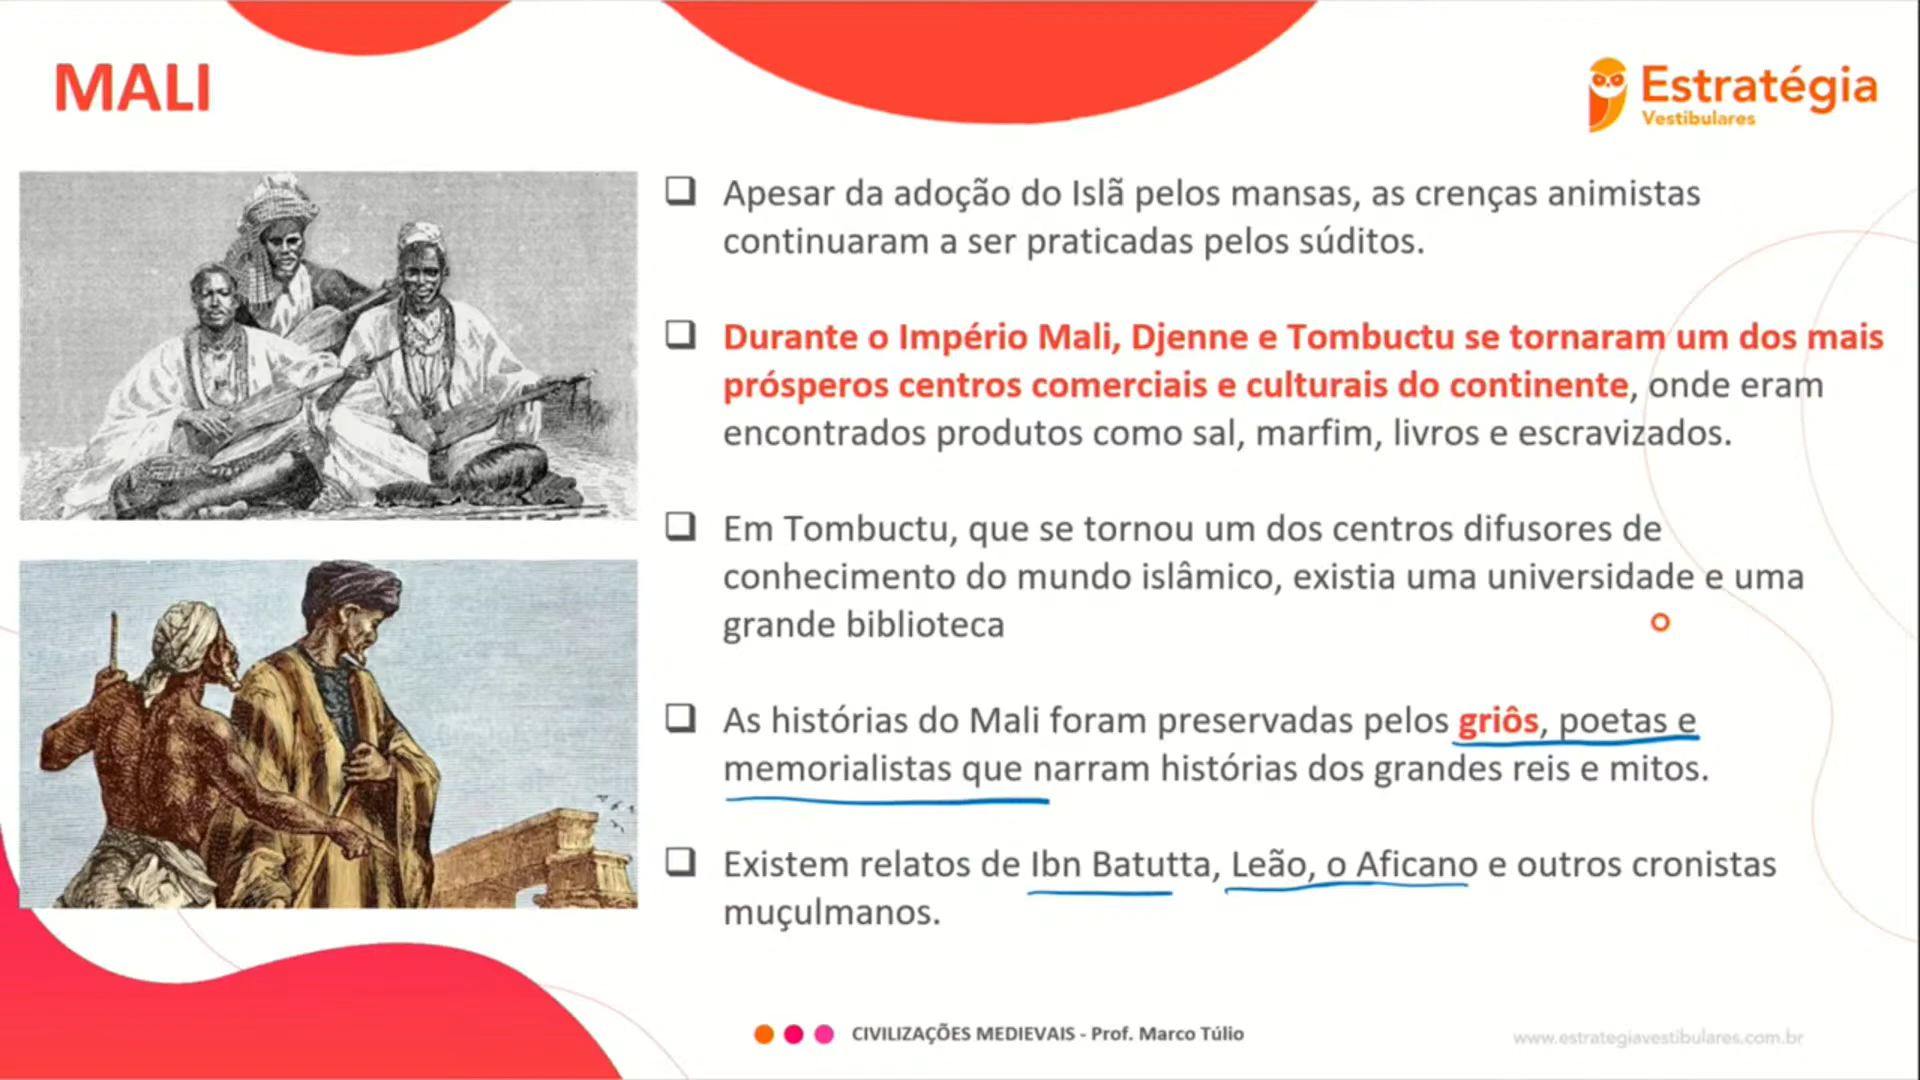 MALI
Estratégia
Vestibulares
Apesar da adoção do Islã pelos mansas, as crenças animistas
continuaram a ser praticadas pelos súditos.
Durante o Império Mali, Djenne e Tombuctu se tornaram um dos mais
prósperos centros comerciais e culturais do continente, onde eram
encontrados produtos como sal, marfim, livros e escravizados.
Em Tombuctu, que se tornou um dos centros difusores de
conhecimento do mundo islâmico, existia uma universidade e uma
grande biblioteca
As histórias do Mali foram preservadas pelos griôs, poetas e
memorialistas que narram histórias dos grandes reis e mitos.
Existem relatos de Ibn Batutta, Leão, o Aficano e outros cronistas
muçulmanos.
CIVILIZAÇÕES MEDIEVAIS - Prof. Marco Túlio
www.estrategiavestibulares.com.br